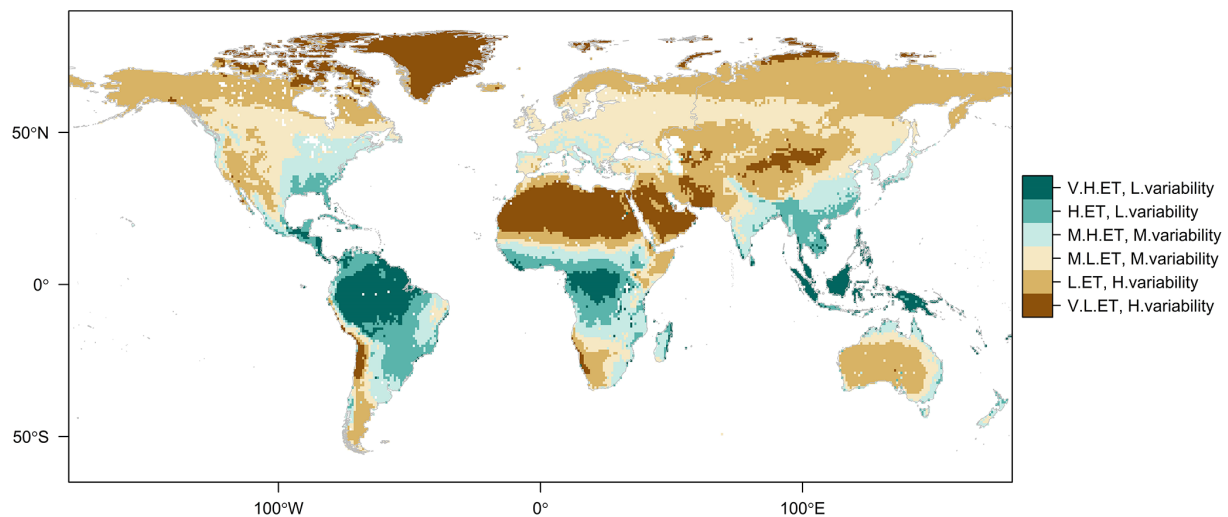 50°N
0°
50°S
100°W
0°
100°E
V.H.ET, L.variability
H.ET, L.variability
M.H.ET, M.variability
M.L.ET, M.variability
L.ET, H.variability
V.L.ET, H.variability